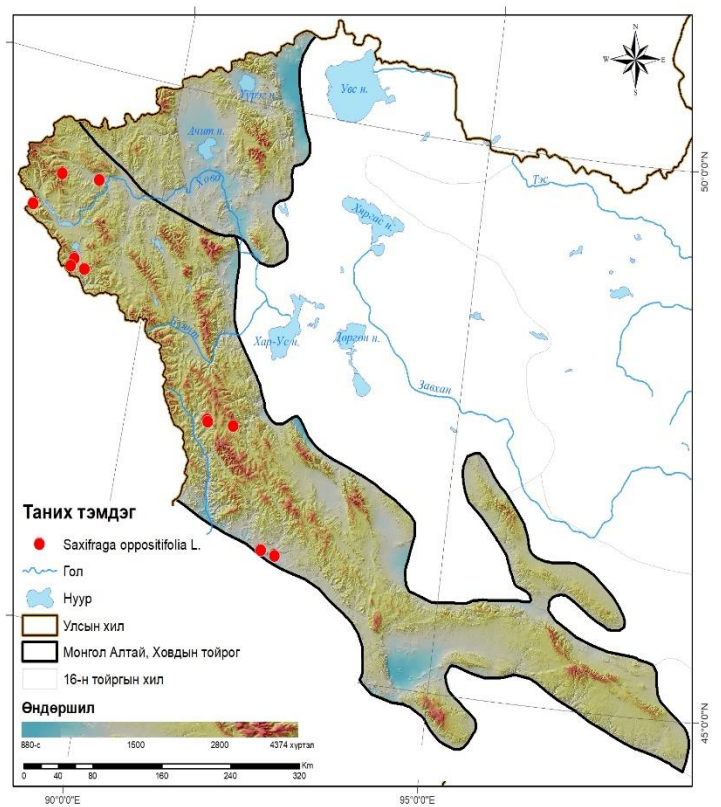 N
W E
S
Увс н.
Үүрэг н.
Ачит н.
Ховд
Тэс
Хяргас н.
Хар-Ус н.
Дөргөн н.
Буянт
Завхан
50°0'0"N
45°0'0"N
Таних тэмдэг
Saxifraga oppositifolia L.
Гол
Нуур
Улсын хил
Монгол Алтай, Ховдын тойрог
16-н тойргын хил
Өндөршил
880-с 1500 2800 4374 хүртэл
0 40 80 160 240 320 Km
90°0'0"E 95°0'0"E